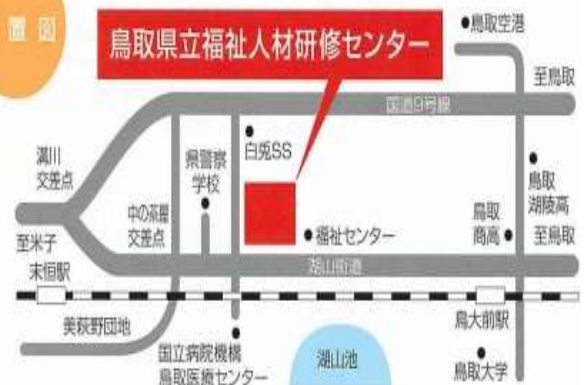 置図
鳥取県立福祉人材研修センター
鳥取空港
至鳥取
国道9号線
溝川
交差点
県警察
学校
白兎SS
鳥取
湖陵高
中の茶屋
交差点
福祉センター
鳥取
商高
至鳥取
至米子
湖山街道
末恒駅
美萩野団地
鳥大前駅
国立病院機構
鳥取医療センター
湖山池
鳥取大学